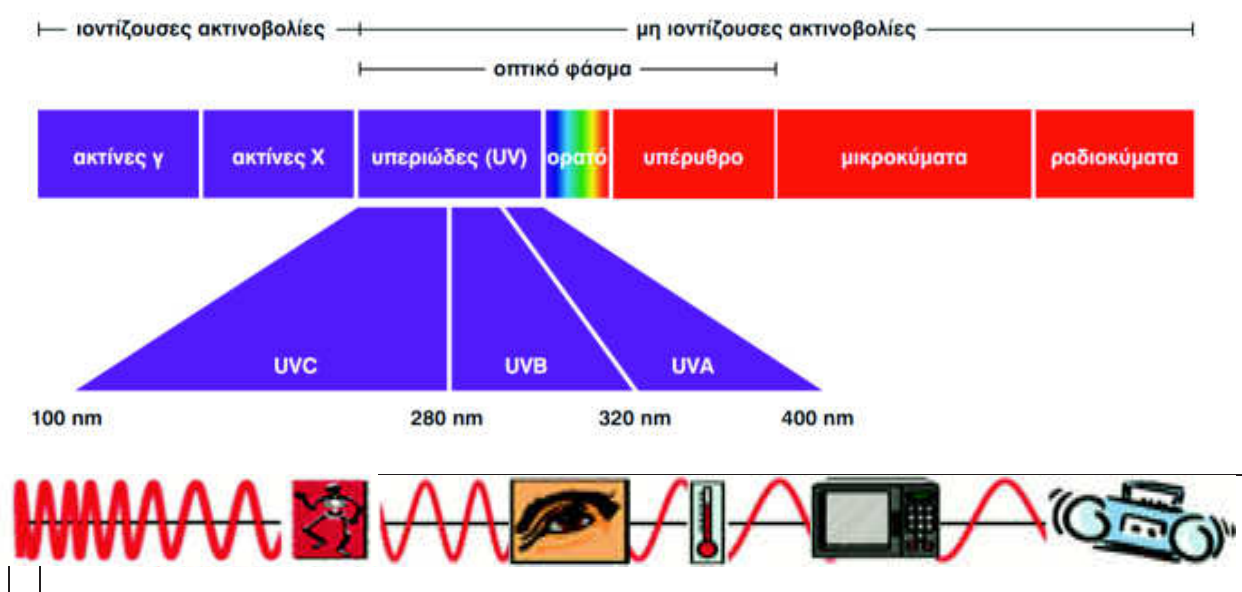 ιοντίζουσες ακτινοβολίες μη ιοντίζουσες ακτινοβολίες
οπτικό φάσμα
ακτίνες γ ακτίνες Χ υπεριώδες (UV) ορατό υπέρυθρο μικροκύματα ραδιοκύματα
UVC UVB UVA
100 nm 280 nm 320 nm 400 nm